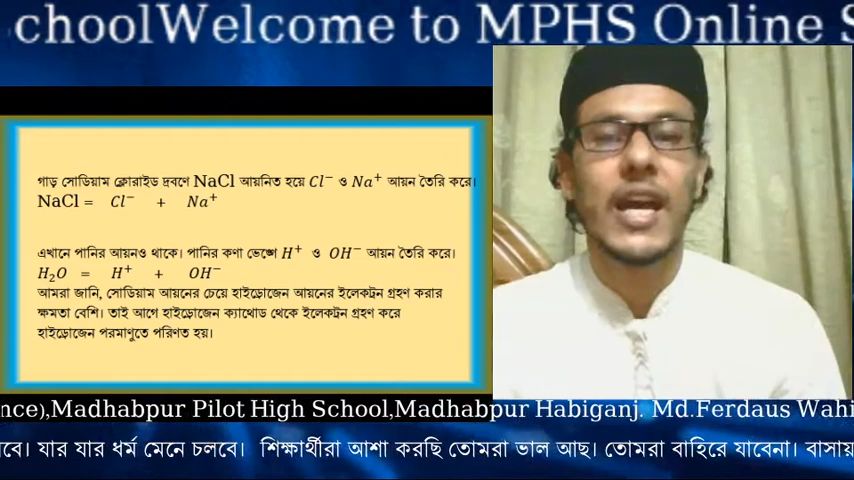 choolWelcome to MPHS Online S
গাড় সোডিয়াম ক্লোরাইড দ্রবণে NaCl আয়নিত হয়ে Cl⁻ ও Na⁺ আয়ন তৈরি করে।
NaCl = Cl⁻ + Na⁺
এখানে পানির আয়নও থাকে। পানির কণা ভেঙ্গে H⁺ ও OH⁻ আয়ন তৈরি করে।
H₂O = H⁺ + OH⁻
আমরা জানি, সোডিয়াম আয়নের চেয়ে হাইড্রোজেন আয়নের ইলেকট্রন গ্রহণ করার
ক্ষমতা বেশি। তাই আগে হাইড্রোজেন ক্যাথোড থেকে ইলেকট্রন গ্রহণ করে
হাইড্রোজেন পরমাণুতে পরিণত হয়।
nce),Madhabpur Pilot High School,Madhabpur Habiganj. Md.Ferdaus Wahi
বে। যার যার ধর্ম মেনে চলবে। শিক্ষার্থীরা আশা করছি তোমরা ভাল আছ। তোমরা বাহিরে যাবেনা। বাসায়